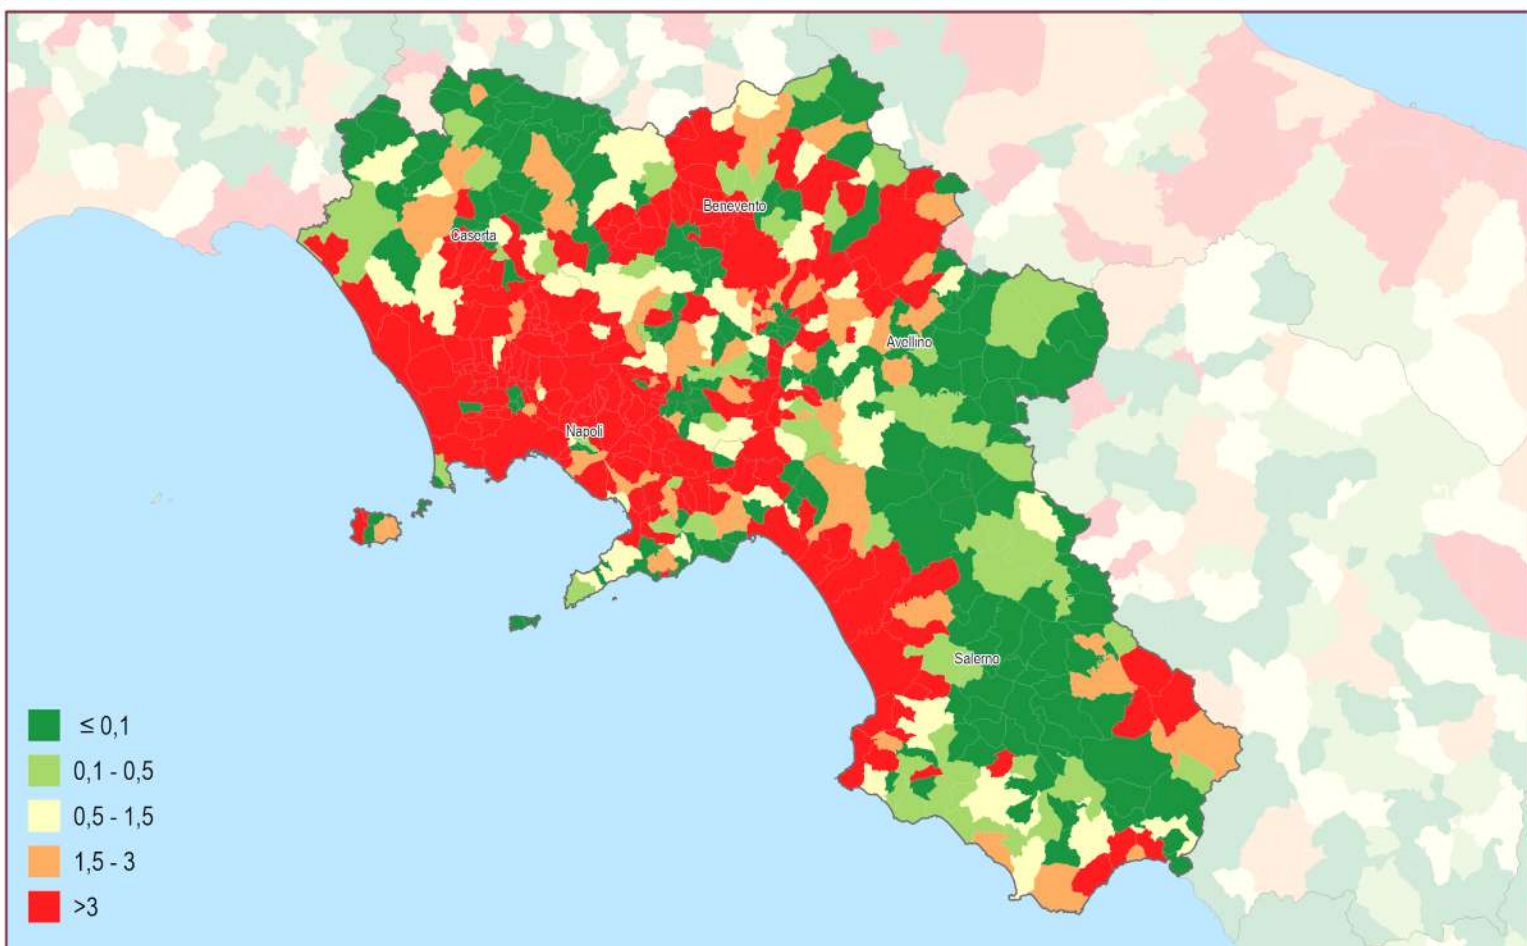 Benevento
Caserta
Avellino
Napoli
Salerno
≤ 0,1
0,1 - 0,5
0,5 - 1,5
1,5 - 3
>3